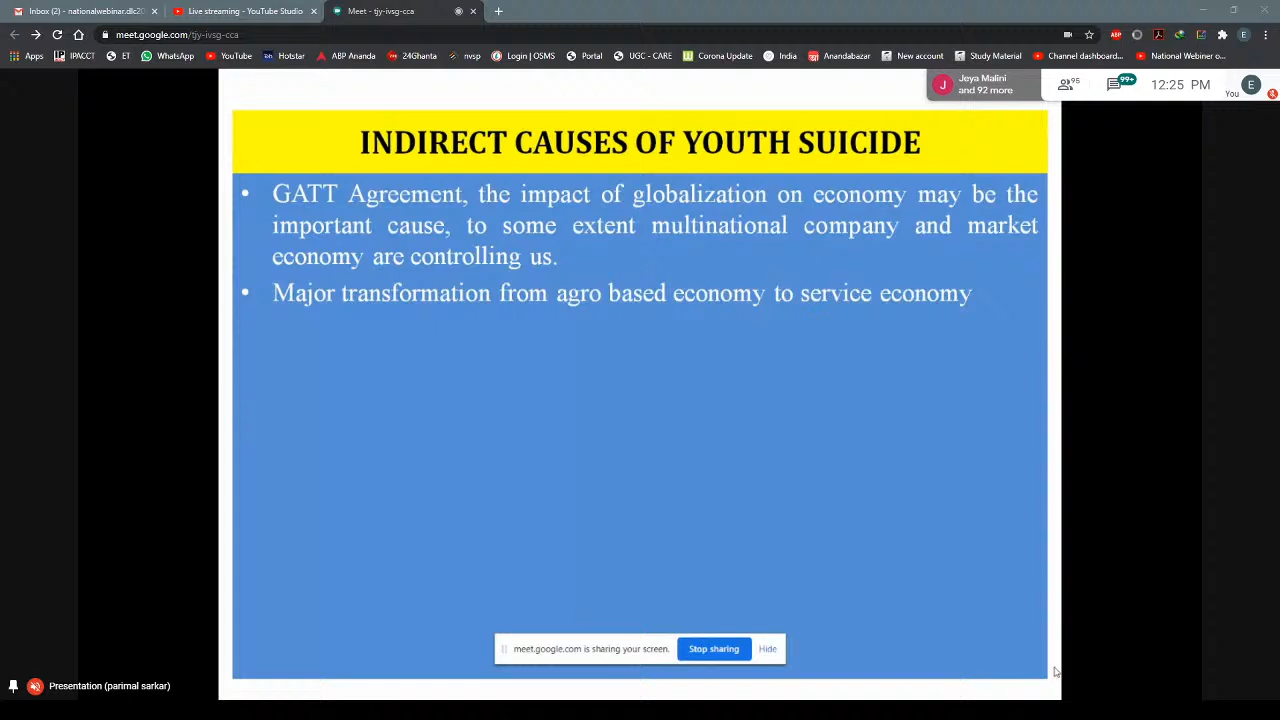 Inbox (2) - nationalwebinar.dlc20
Live streaming - YouTube Studio
Meet - tjy-ivsg-cca
meet.google.com/tjy-ivsg-cca
Apps IPACCT ET WhatsApp YouTube Hotstar ABP Ananda 24Ghanta nvsp Login | OSMS Portal UGC - CARE Corona Update India Anandabazar New account Study Material Channel dashboard... National Webinar o...
J Jeya Malini
and 92 more
95
99+
12:25 PM
You
E
INDIRECT CAUSES OF YOUTH SUICIDE
• GATT Agreement, the impact of globalization on economy may be the
important cause, to some extent multinational company and market
economy are controlling us.
• Major transformation from agro based economy to service economy
meet.google.com is sharing your screen. Stop sharing Hide
Presentation (parimal sarkar)